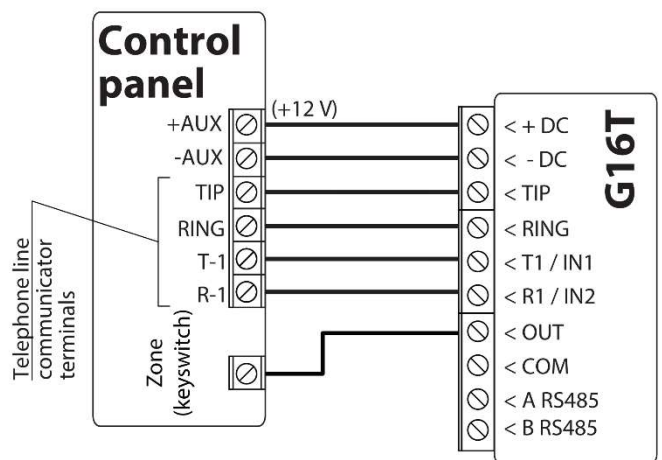 Control
panel
(+12 V)
+AUX
-AUX
TIP
RING
T-1
R-1
Zone
(keyswitch)
Telephone line
communicator
terminals
G16T
< + DC
< - DC
< TIP
< RING
< T1 / IN1
< R1 / IN2
< OUT
< COM
< A RS485
< B RS485